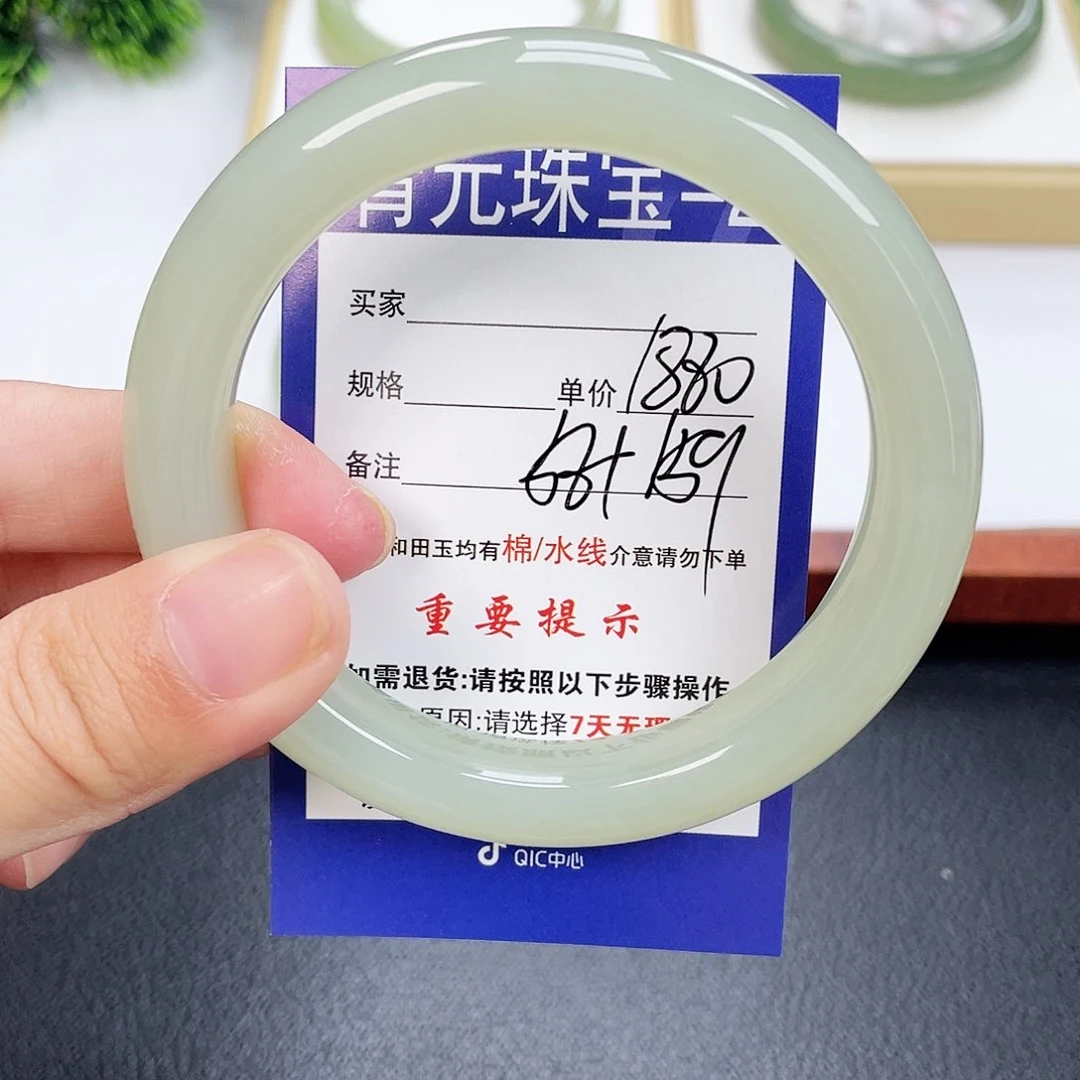 元珠宝
买家
规格 单价 1880
备注
和田玉均有棉/水线介意请勿下单
重要提示
如需退货:请按照以下步骤操作
原因:请选择7天无理
QIC中心